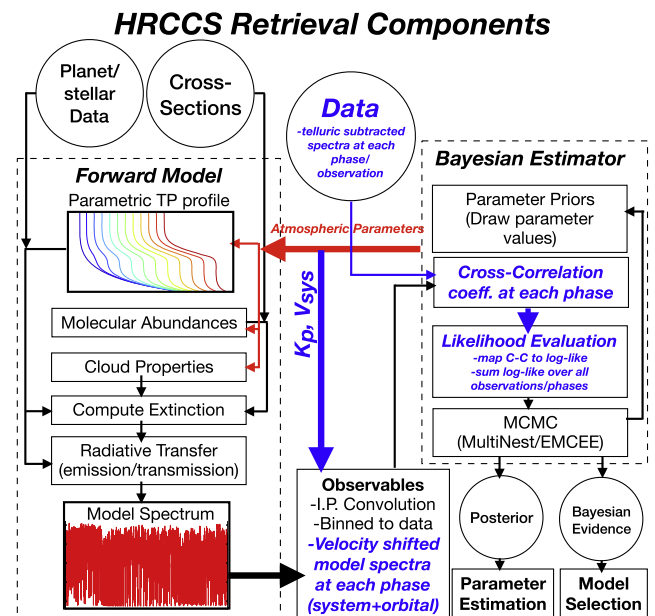 HRCCS Retrieval Components
Planet/
stellar
Data
Cross-
Sections
Data
-telluric subtracted
spectra at each
phase/
observation
Forward Model
Parametric TP profile
Molecular Abundances
Cloud Properties
Compute Extinction
Radiative Transfer
(emission/transmission)
Model Spectrum
Atmospheric Parameters
Kp, Vsys
Bayesian Estimator
Parameter Priors
(Draw parameter
values)
Cross-Correlation
coeff. at each phase
Likelihood Evaluation
-map C-C to log-like
-sum log-like over all
observations/phases
MCMC
(MultiNest/EMCEE)
Observables
-I.P. Convolution
-Binned to data
-Velocity shifted
model spectra
at each phase
(system+orbital)
Posterior
Bayesian
Evidence
Parameter
Estimation
Model
Selection